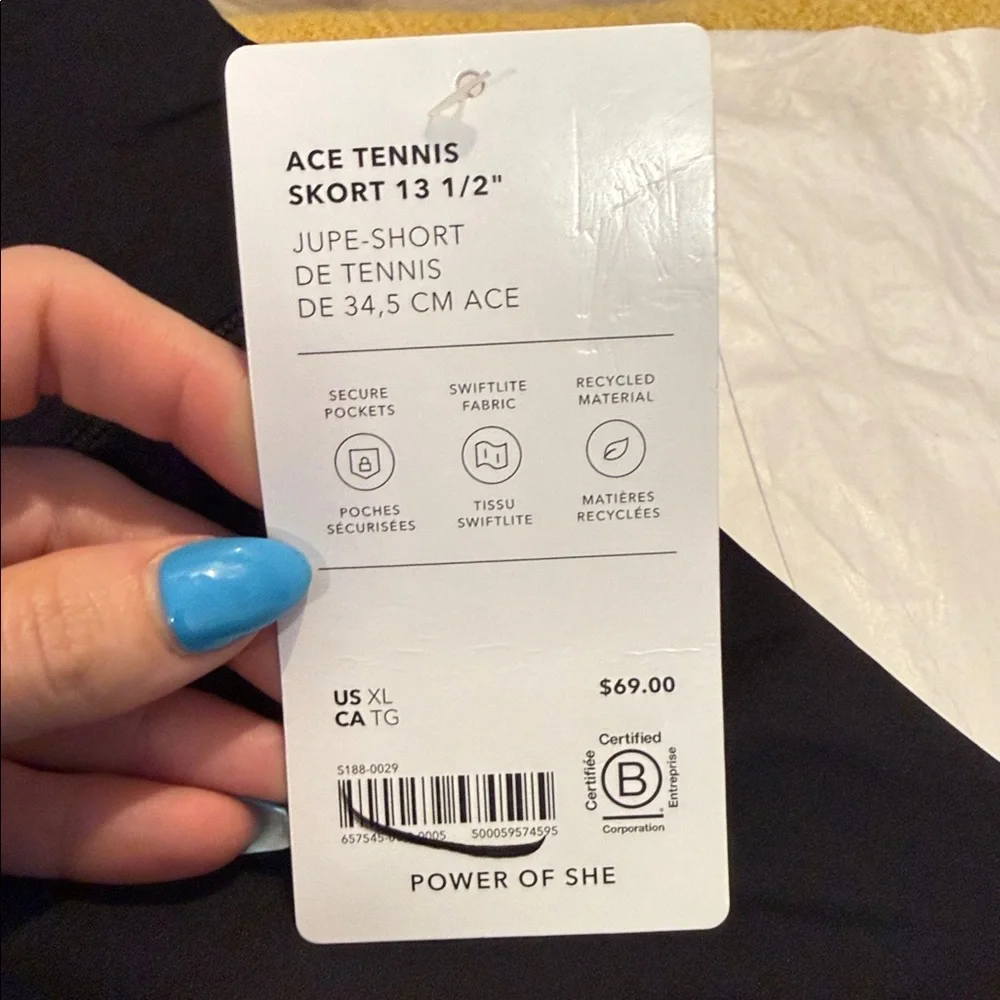 ACE TENNIS
SKORT 13 1/2"
JUPE-SHORT
DE TENNIS
DE 34,5 CM ACE
SECURE
POCKETS
SWIFTLITE
FABRIC
RECYCLED
MATERIAL
POCHES
SÉCURISÉES
TISSU
SWIFTLITE
MATIÈRES
RECYCLÉES
US XL
CA TG
$69.00
S188-0029
500059574595
Certified
Certifiée
B
Entreprise
Corporation
POWER OF SHE